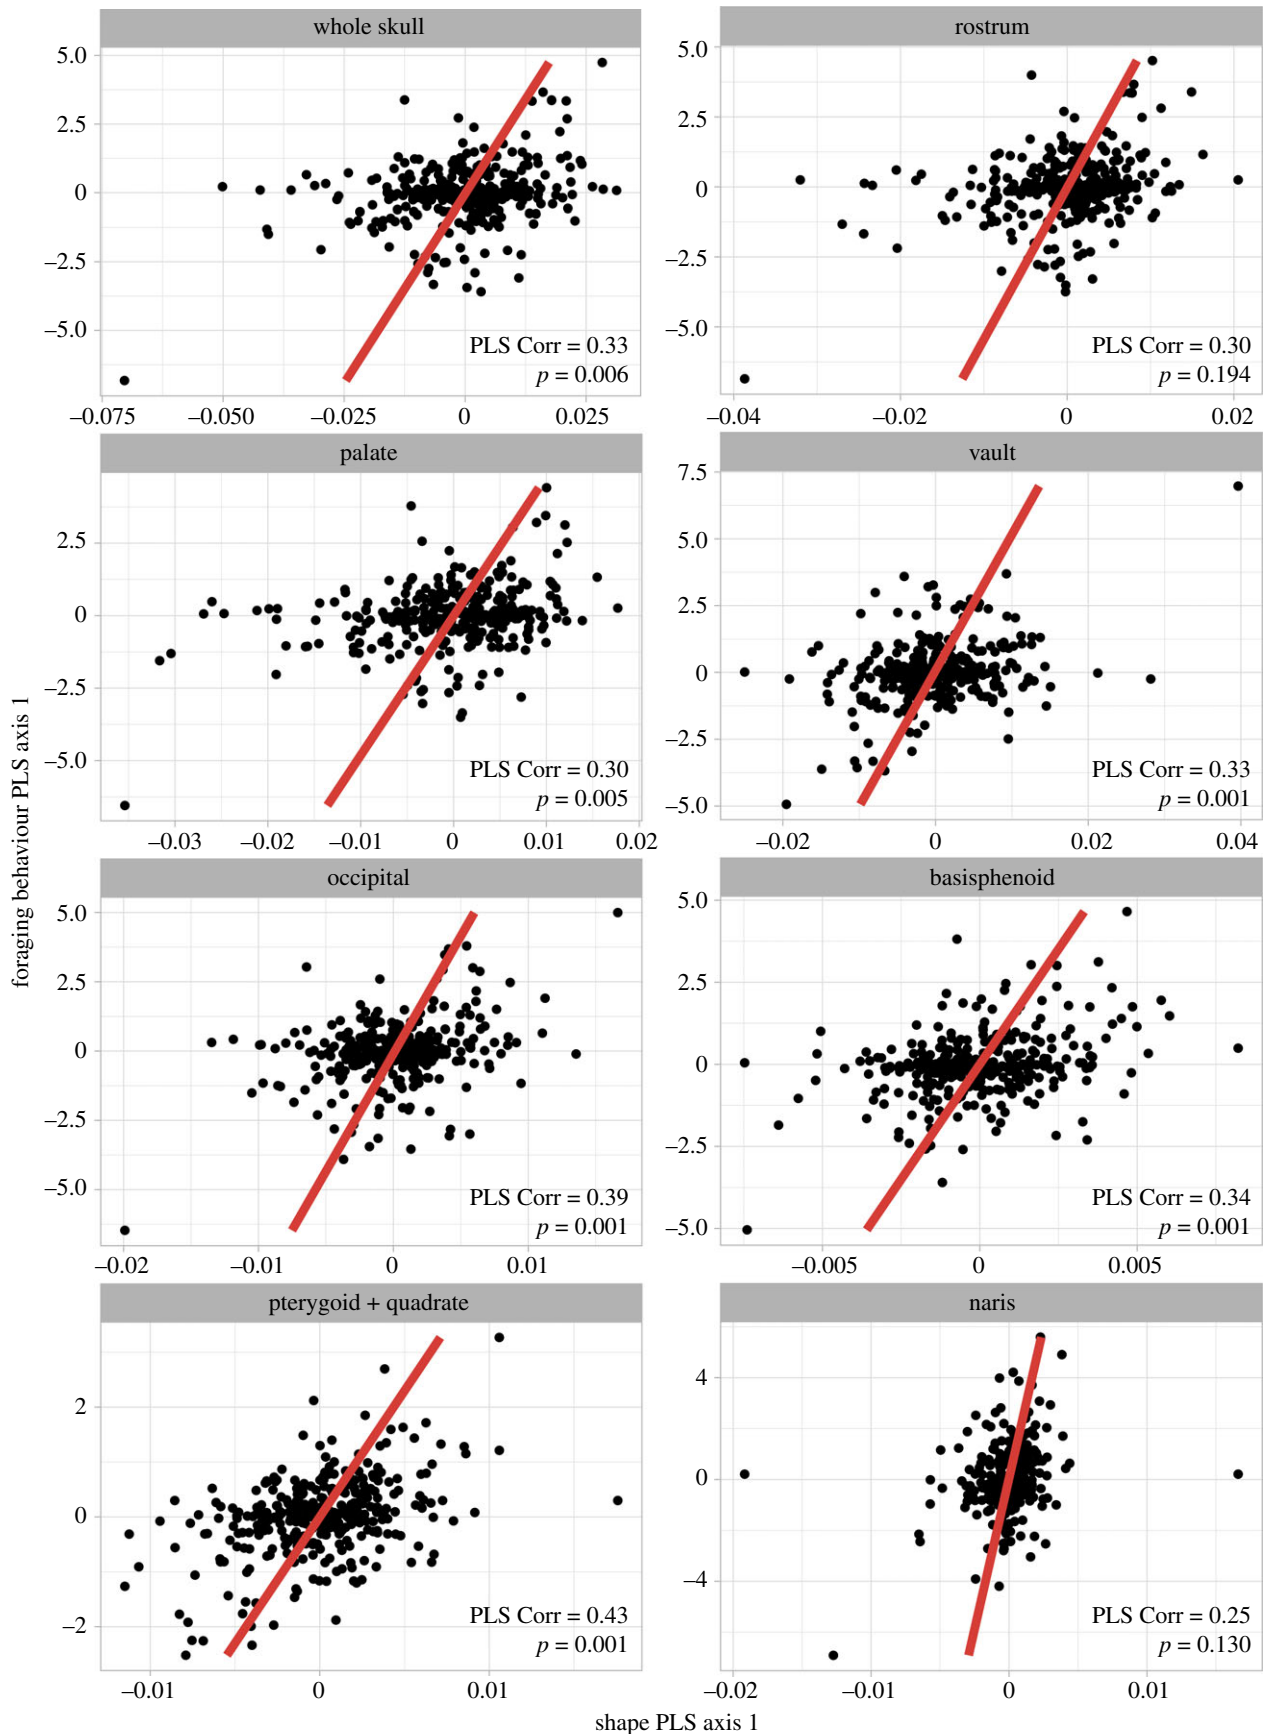 whole skull
5.0
2.5
0
−2.5
−5.0
PLS Corr = 0.33
p = 0.006
−0.075 −0.050 −0.025 0 0.025
rostrum
5.0
2.5
0
−2.5
−5.0
PLS Corr = 0.30
p = 0.194
−0.04 −0.02 0 0.02
palate
2.5
0
−2.5
−5.0
PLS Corr = 0.30
p = 0.005
−0.03 −0.02 −0.01 0 0.01 0.02
vault
7.5
5.0
2.5
0
−2.5
−5.0
PLS Corr = 0.33
p = 0.001
−0.02 0 0.02 0.04
foraging behaviour PLS axis 1
occipital
5.0
2.5
0
−2.5
−5.0
PLS Corr = 0.39
p = 0.001
−0.02 −0.01 0 0.01
basisphenoid
5.0
2.5
0
−2.5
−5.0
PLS Corr = 0.34
p = 0.001
−0.005 0 0.005
pterygoid + quadrate
2
0
−2
PLS Corr = 0.43
p = 0.001
−0.01 0 0.01
naris
4
0
−4
PLS Corr = 0.25
p = 0.130
−0.02 −0.01 0 0.01
shape PLS axis 1